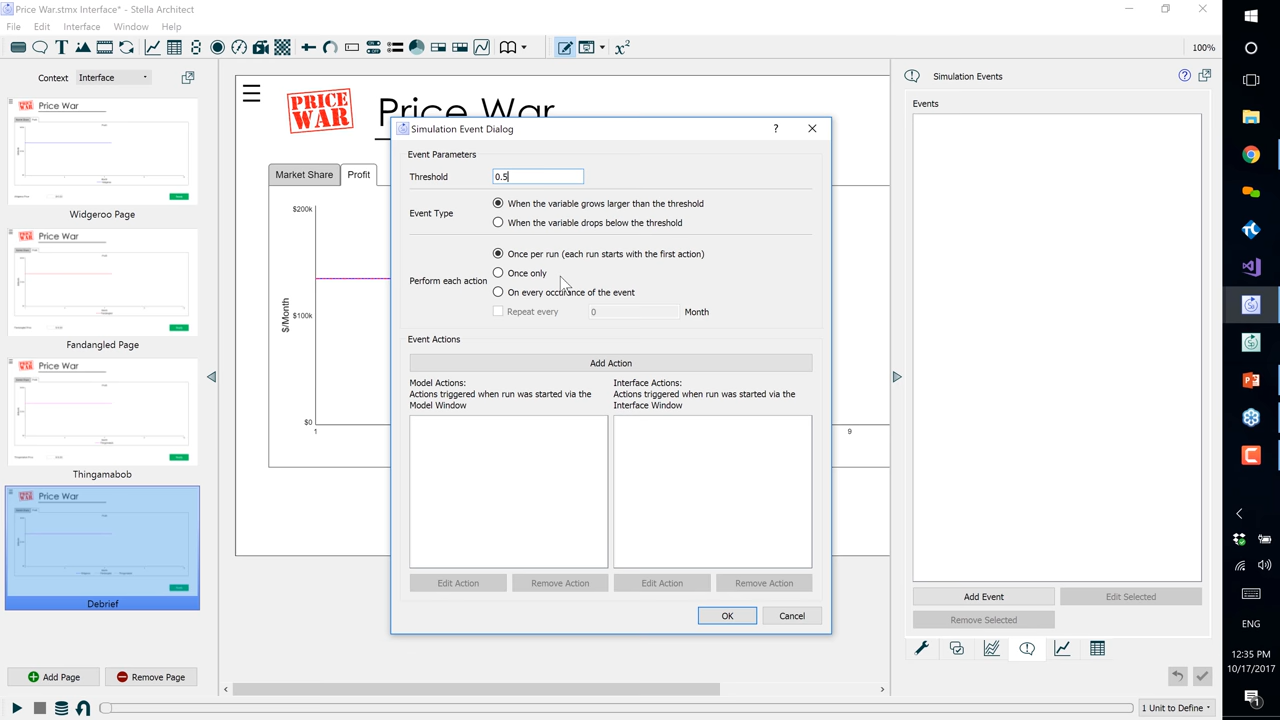 Price War.stmx Interface* - Stella Architect
File Edit Interface Window Help
100%
Context Interface
Price War
Widgeroo Page
Price War
Fandangled Page
Price War
Thingamabob
Price War
Debrief
Add Page Remove Page
PRICE WAR
Price War
Market Share Profit
$200k
$100k
$0
$/Month
1
9
Simulation Event Dialog
?
Event Parameters
Threshold 0.5
Event Type
When the variable grows larger than the threshold
When the variable drops below the threshold
Perform each action
Once per run (each run starts with the first action)
Once only
On every occurance of the event
Repeat every 0 Month
Event Actions
Add Action
Model Actions:
Actions triggered when run was started via the
Model Window
Interface Actions:
Actions triggered when run was started via the
Interface Window
Edit Action Remove Action Edit Action Remove Action
OK Cancel
Simulation Events
Events
Add Event Edit Selected
Remove Selected
1 Unit to Define
ENG
12:35 PM
10/17/2017